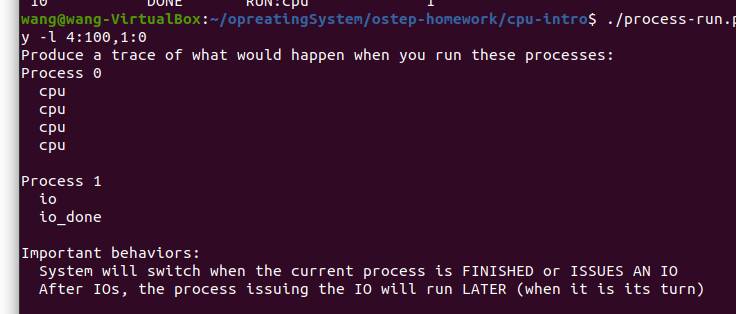 10 DONE RUN:cpu 1
wang@wang-VirtualBox:~/opreatingSystem/ostep-homework/cpu-intro$ ./process-run.p
y -l 4:100,1:0
Produce a trace of what would happen when you run these processes:
Process 0
  cpu
  cpu
  cpu
  cpu

Process 1
  io
  io_done

Important behaviors:
  System will switch when the current process is FINISHED or ISSUES AN IO
  After IOs, the process issuing the IO will run LATER (when it is its turn)